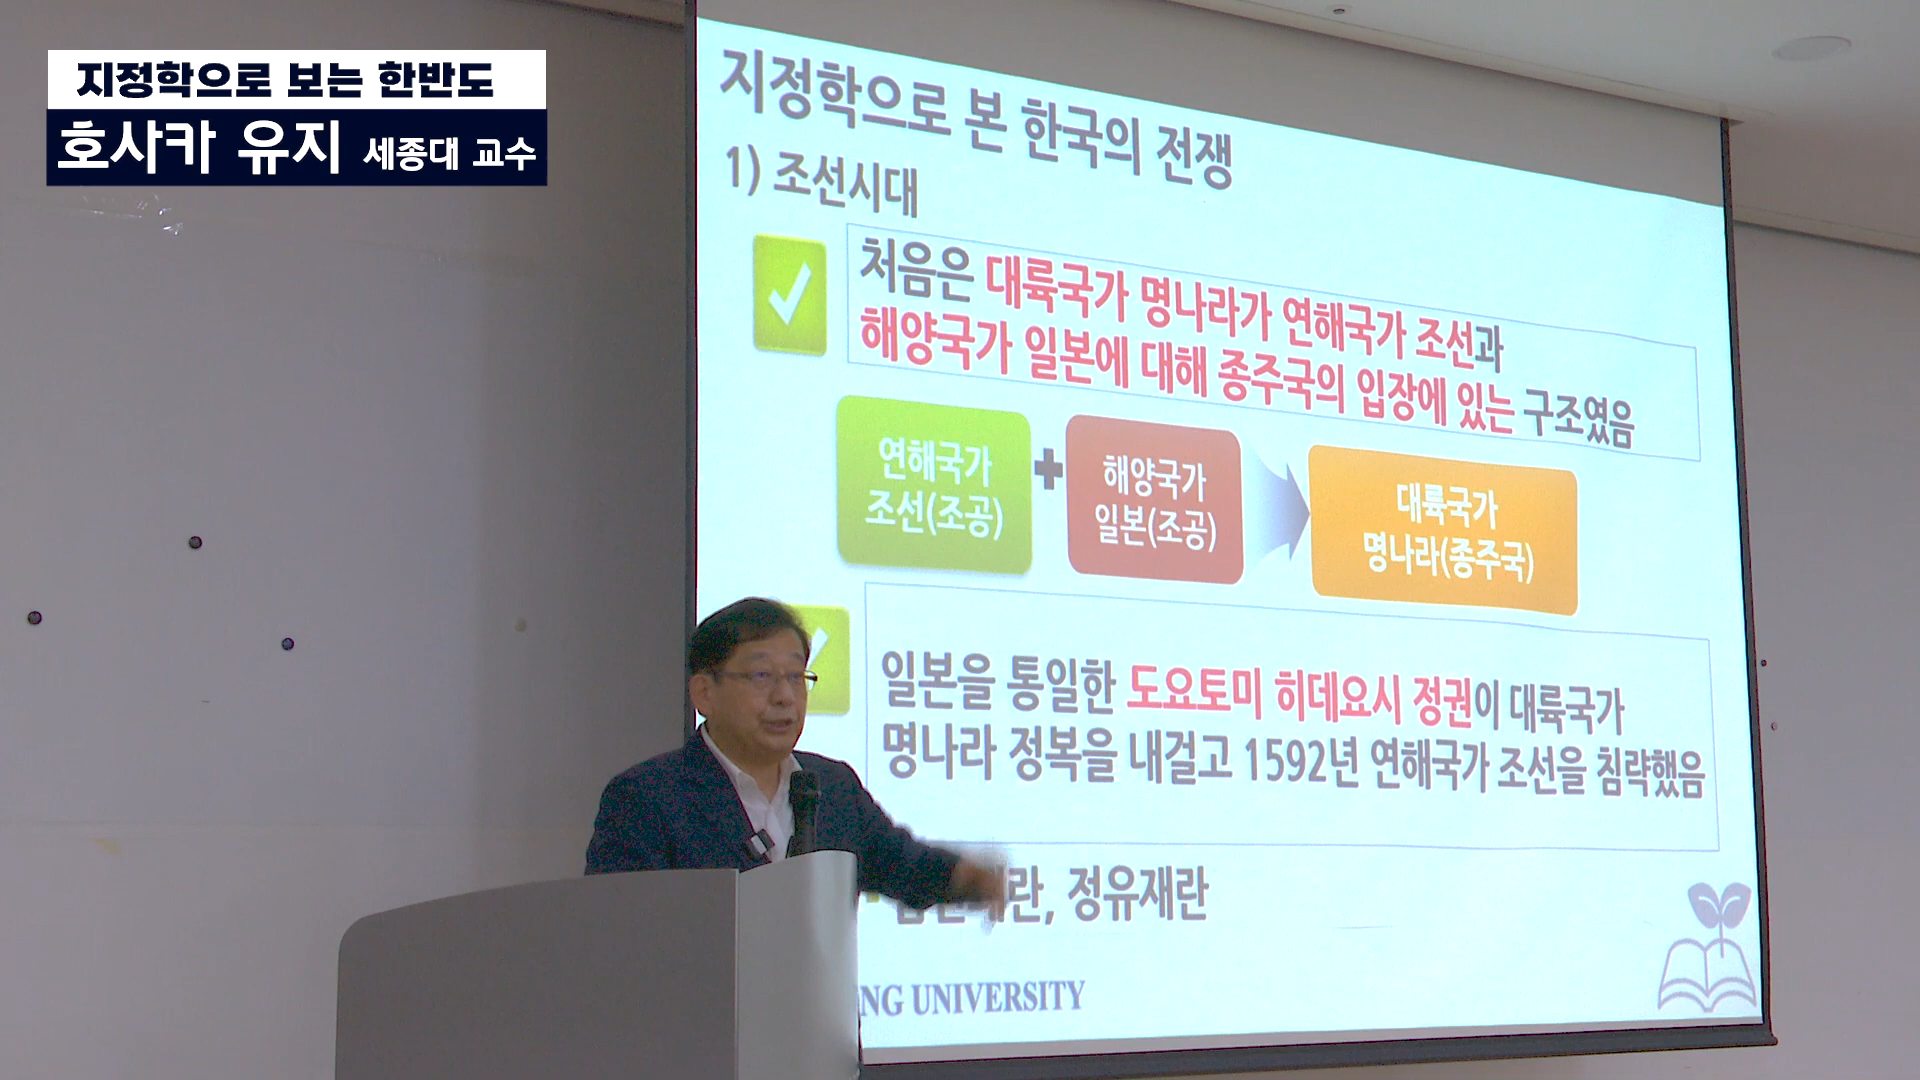 지정학으로 보는 한반도
호사카 유지 세종대 교수
지정학으로 본 한국의 전쟁
1) 조선시대
처음은 대륙국가 명나라가 연해국가 조선과
해양국가 일본에 대해 종주국의 입장에 있는 구조였음
연해국가
조선(조공)
+
해양국가
일본(조공)
대륙국가
명나라(종주국)
일본을 통일한 도요토미 히데요시 정권이 대륙국가
명나라 정복을 내걸고 1592년 연해국가 조선을 침략했음
란, 정유재란
NG UNIVERSITY